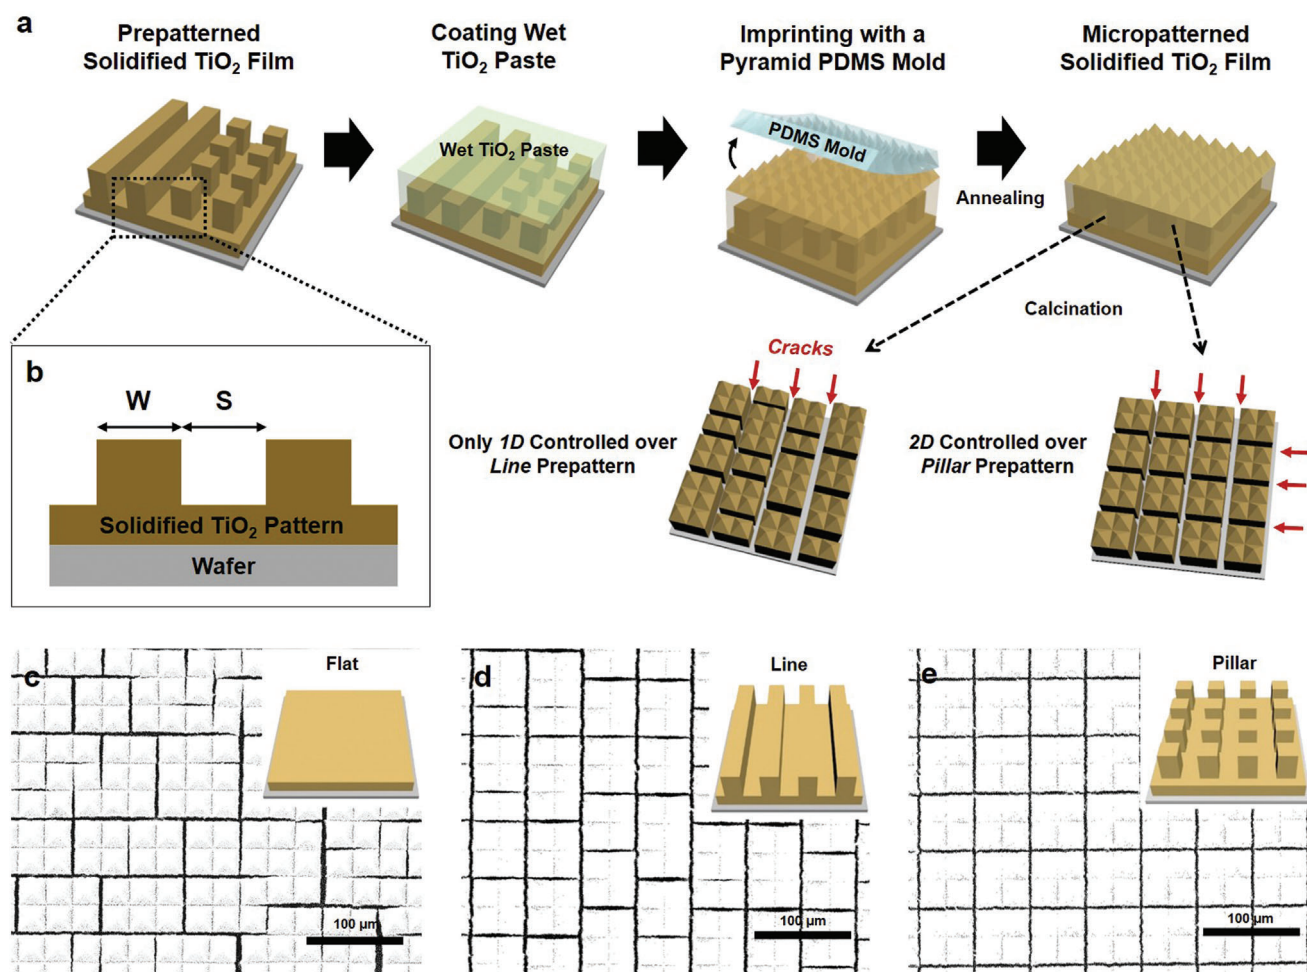 a
Prepatterned
Solidified TiO₂ Film
Coating Wet
TiO₂ Paste
Imprinting with a
Pyramid PDMS Mold
Micropatterned
Solidified TiO₂ Film
Wet TiO₂ Paste
PDMS Mold
Annealing
Calcination
b
W
S
Solidified TiO₂ Pattern
Wafer
Cracks
Only 1D Controlled over
Line Prepattern
2D Controlled over
Pillar Prepattern
c
Flat
100 μm
d
Line
100 μm
e
Pillar
100 μm